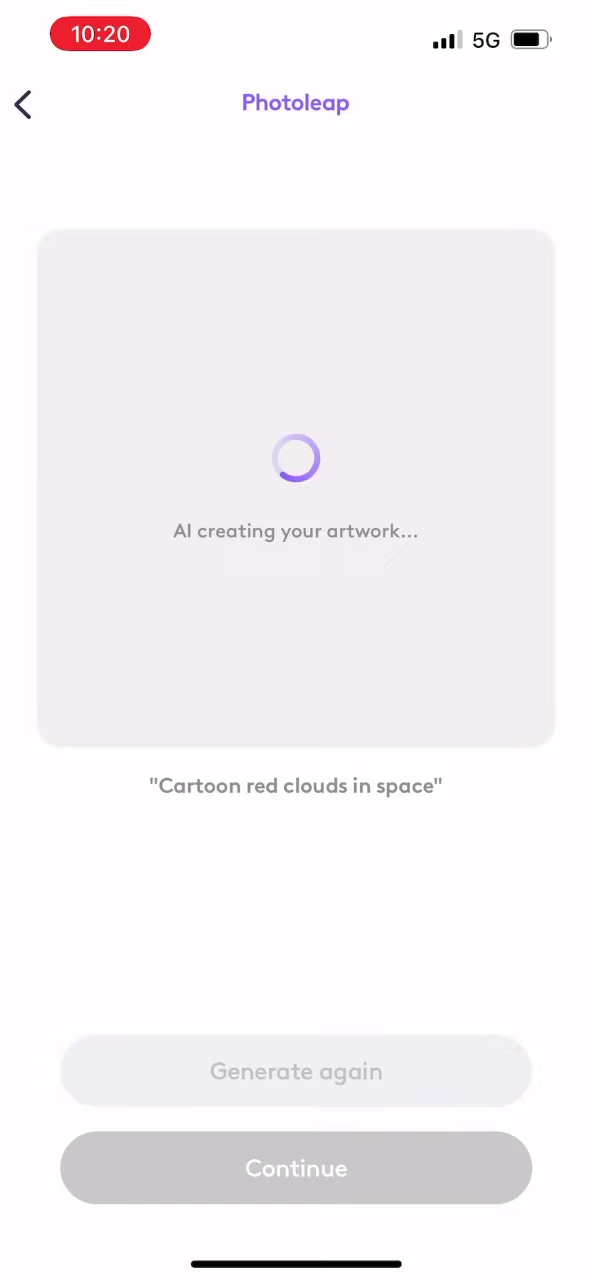 10:20
5G
Photoleap
AI creating your artwork...
"Cartoon red clouds in space"
Generate again
Continue